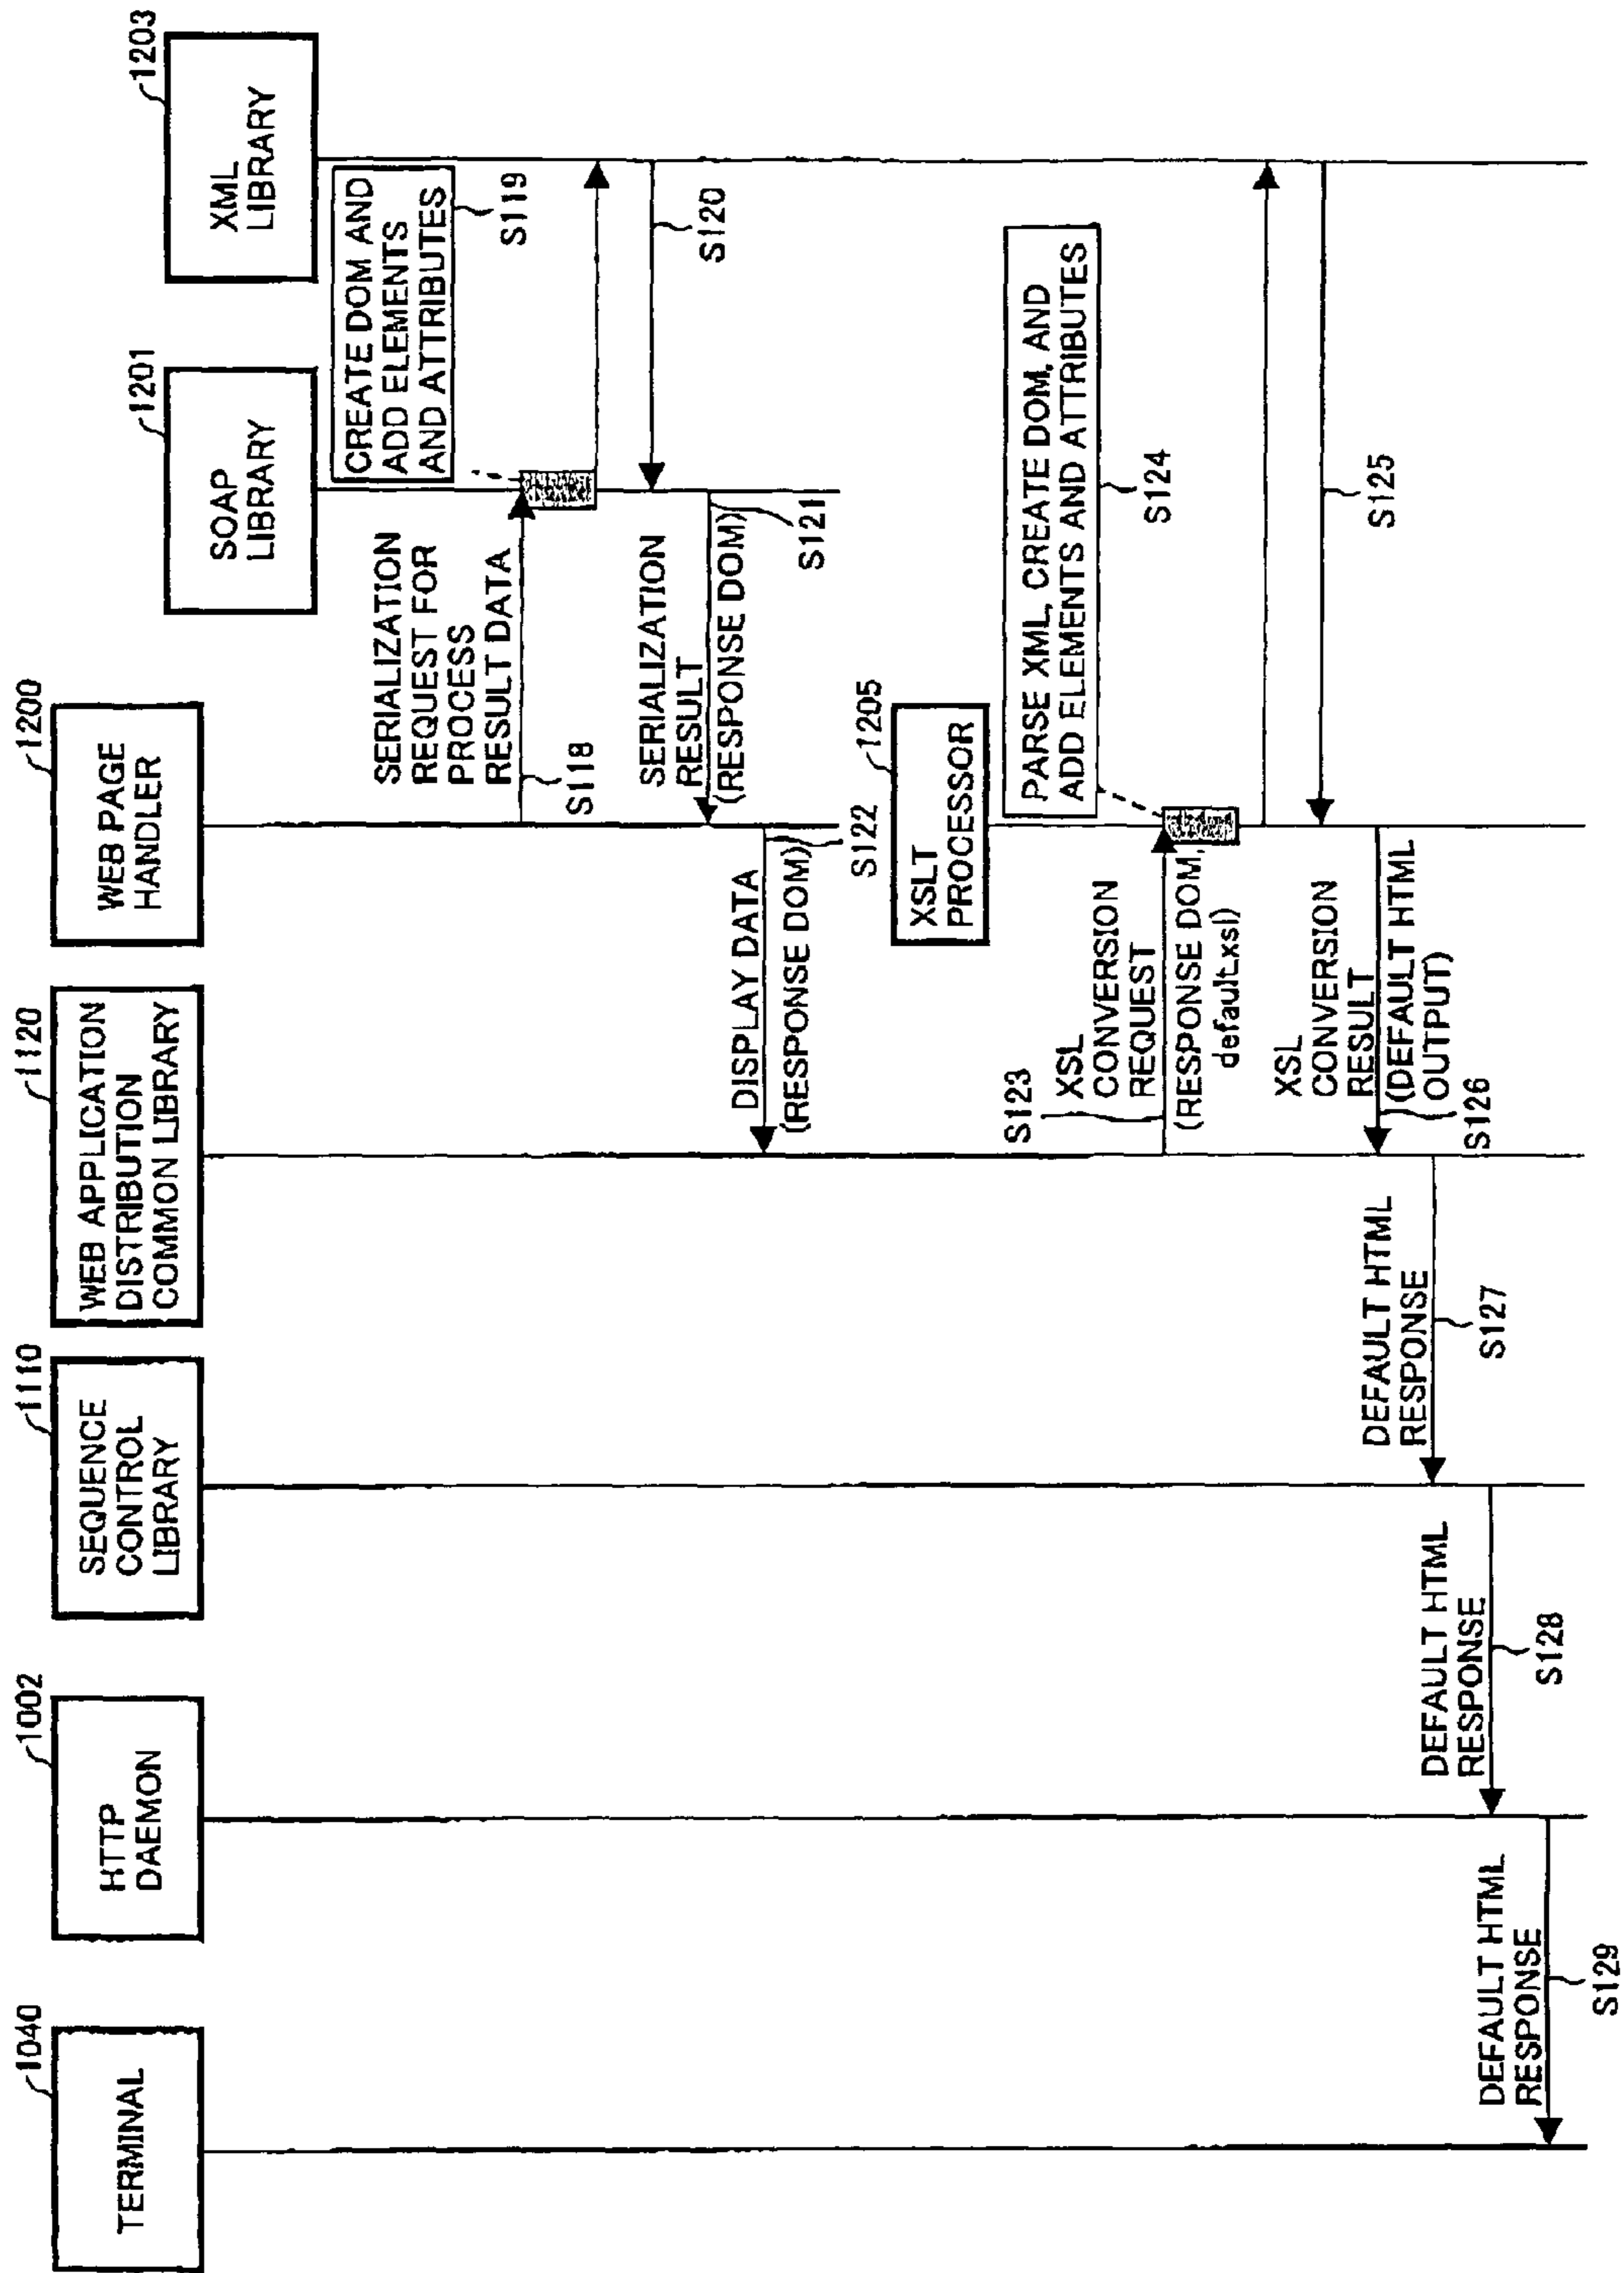 1040
TERMINAL
1002
HTTP
DAEMON
1110
SEQUENCE
CONTROL
LIBRARY
1120
WEB APPLICATION
DISTRIBUTION
COMMON LIBRARY
1200
WEB PAGE
HANDLER
1201
SOAP
LIBRARY
1203
XML
LIBRARY
CREATE DOM AND
ADD ELEMENTS
AND ATTRIBUTES
S119
SERIALIZATION
REQUEST FOR
PROCESS
RESULT DATA
S118
S120
SERIALIZATION
RESULT
(RESPONSE DOM)
S121
DISPLAY DATA
(RESPONSE DOM)
S122
1205
XSLT
PROCESSOR
PARSE XML, CREATE DOM, AND
ADD ELEMENTS AND ATTRIBUTES
S124
S123
XSL
CONVERSION
REQUEST
(RESPONSE DOM,
default.xsl)
S125
XSL
CONVERSION
RESULT
(DEFAULT HTML
OUTPUT)
S126
DEFAULT HTML
RESPONSE
S127
DEFAULT HTML
RESPONSE
S128
DEFAULT HTML
RESPONSE
S129